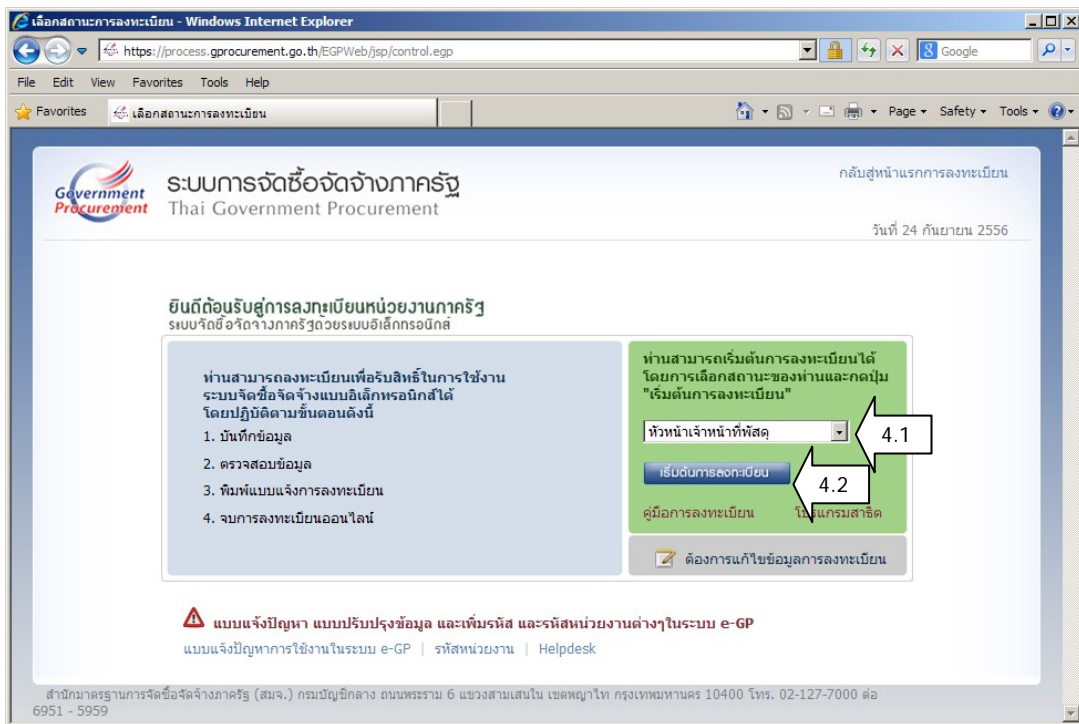 เลือกสถานะการลงทะเบียน - Windows Internet Explorer
https://process.gprocurement.go.th/EGPWeb/jsp/control.egp
Google
File Edit View Favorites Tools Help
Favorites
เลือกสถานะการลงทะเบียน
Page Safety Tools
Government
Procurement
ระบบการจัดซื้อจัดจ้างภาครัฐ
Thai Government Procurement
กลับสู่หน้าแรกการลงทะเบียน
วันที่ 24 กันยายน 2556
ยินดีต้อนรับสู่การลงทะเบียนหน่วยงานภาครัฐ
ระบบจัดซื้อจัดจ้างภาครัฐด้วยระบบอิเล็กทรอนิกส์
ท่านสามารถลงทะเบียนเพื่อรับสิทธิ์ในการใช้งาน
ระบบจัดซื้อจัดจ้างแบบอิเล็กทรอนิกส์ได้
โดยปฏิบัติตามขั้นตอนดังนี้
1. บันทึกข้อมูล
2. ตรวจสอบข้อมูล
3. พิมพ์แบบแจ้งการลงทะเบียน
4. จบการลงทะเบียนออนไลน์
ท่านสามารถเริ่มต้นการลงทะเบียนได้
โดยการเลือกสถานะของท่านและกดปุ่ม
"เริ่มต้นการลงทะเบียน"
หัวหน้าเจ้าหน้าที่พัสดุ
4.1
เริ่มต้นการลงทะเบียน
4.2
คู่มือการลงทะเบียน โปรแกรมสาธิต
ต้องการแก้ไขข้อมูลการลงทะเบียน
แบบแจ้งปัญหา แบบปรับปรุงข้อมูล และเพิ่มรหัส และรหัสหน่วยงานต่างๆในระบบ e-GP
แบบแจ้งปัญหาการใช้งานในระบบ e-GP | รหัสหน่วยงาน | Helpdesk
สำนักมาตรฐานการจัดซื้อจัดจ้างภาครัฐ (สมจ.) กรมบัญชีกลาง ถนนพระราม 6 แขวงสามเสนใน เขตพญาไท กรุงเทพมหานคร 10400 โทร. 02-127-7000 ต่อ
6951 - 5959